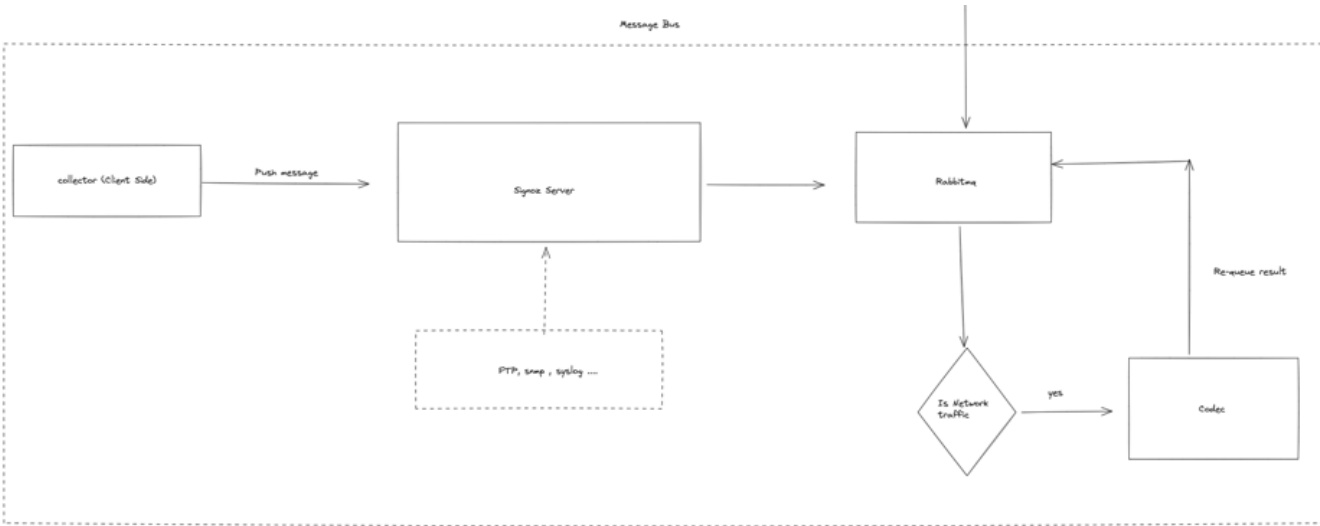 Message Bus
collector (Client Side)
Push message
Signoz Server
Rabbitmq
Re-queue result
PTP, snmp , syslog ....
Is Network
traffic
yes
Codec